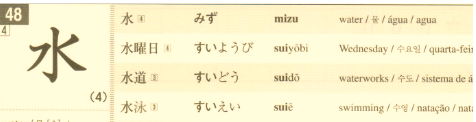 48
4
水
(4)
水 4 みず mizu water / 물 / água / agua
水曜日 4 すいようび suiyōbi Wednesday / 수요일 / quarta-feir
水道 3 すいどう suidō waterworks / 수도 / sistema de á
水泳 3 すいえい suiē swimming / 수영 / natação / nata